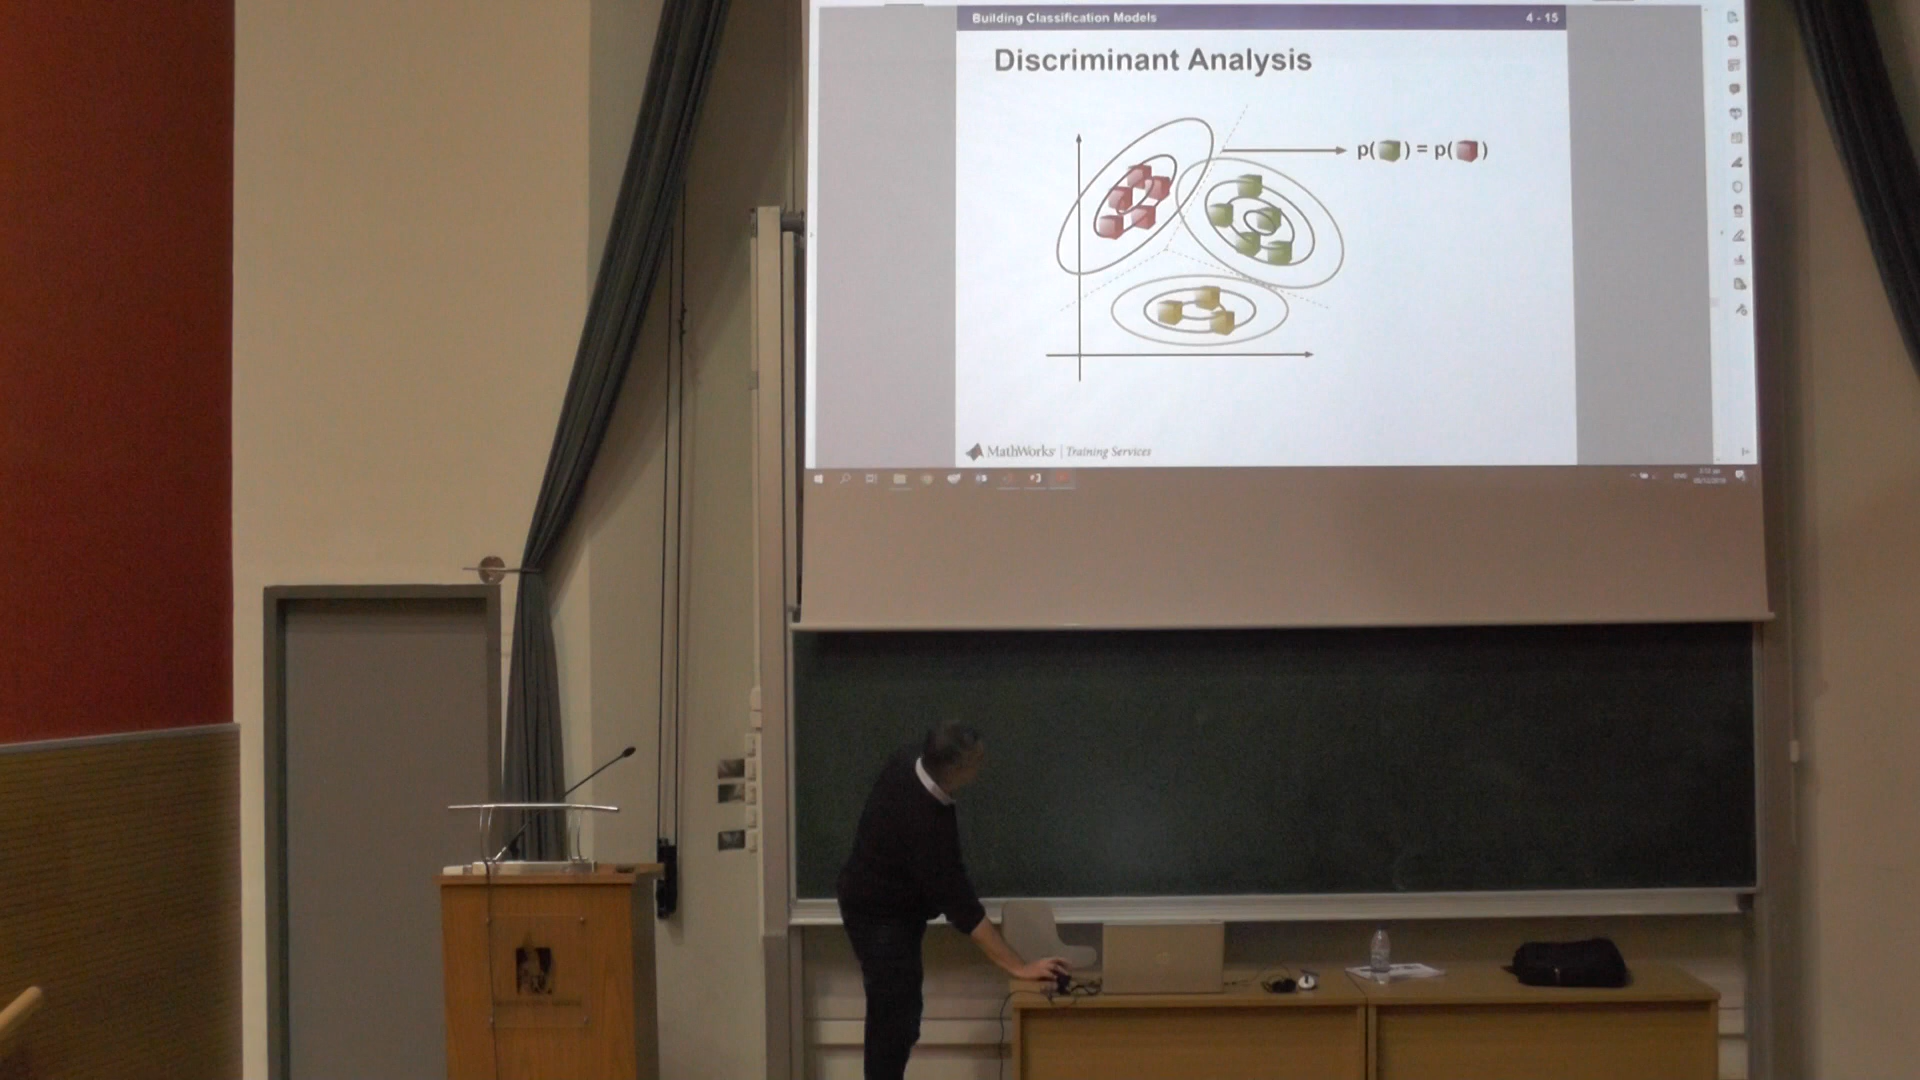 Building Classification Models 4 - 15
Discriminant Analysis
p( ) = p( )
MathWorks | Training Services